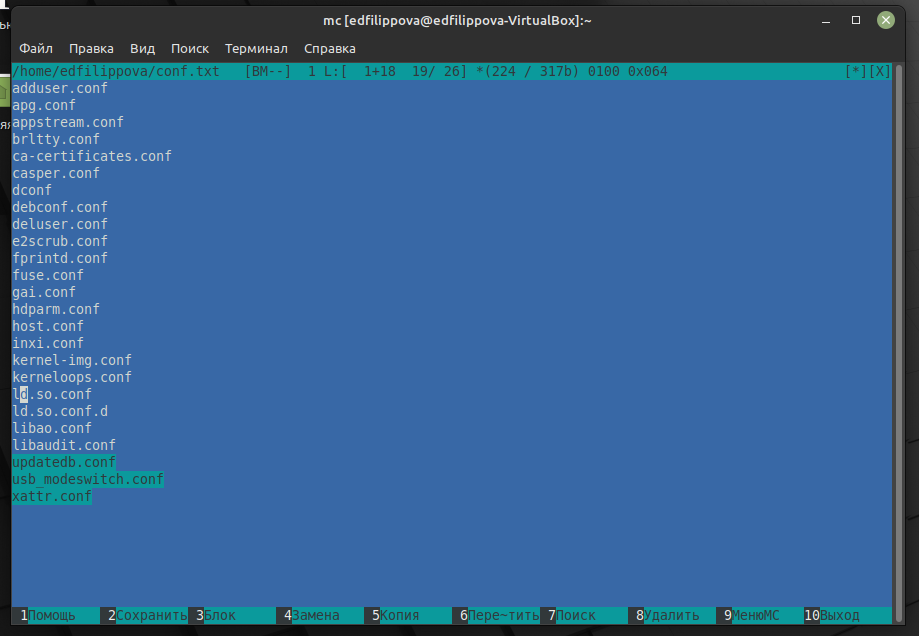 mc [edfilippova@edfilippova-VirtualBox]:~
Файл Правка Вид Поиск Терминал Справка
/home/edfilippova/conf.txt [BM--] 1 L:[ 1+18 19/ 26] *(224 / 317b) 0100 0x064 [*][X]
adduser.conf
apg.conf
appstream.conf
brltty.conf
ca-certificates.conf
casper.conf
dconf
debconf.conf
deluser.conf
e2scrub.conf
fprintd.conf
fuse.conf
gai.conf
hdparm.conf
host.conf
inxi.conf
kernel-img.conf
kerneloops.conf
ld.so.conf
ld.so.conf.d
libao.conf
libaudit.conf
updatedb.conf
usb_modeswitch.conf
xattr.conf
1Помощь 2Сохранить 3Блок 4Замена 5Копия 6Пере~тить 7Поиск 8Удалить 9МенюMC 10Выход